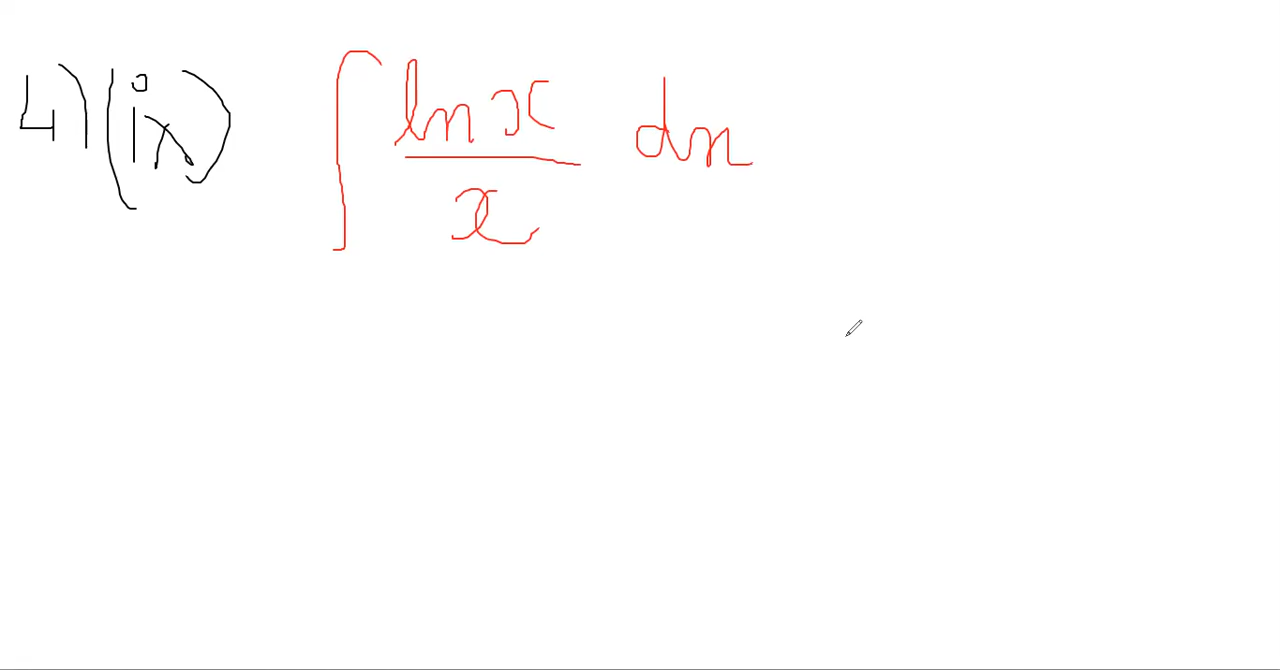 4) (ix) ∫ ln x / x dx